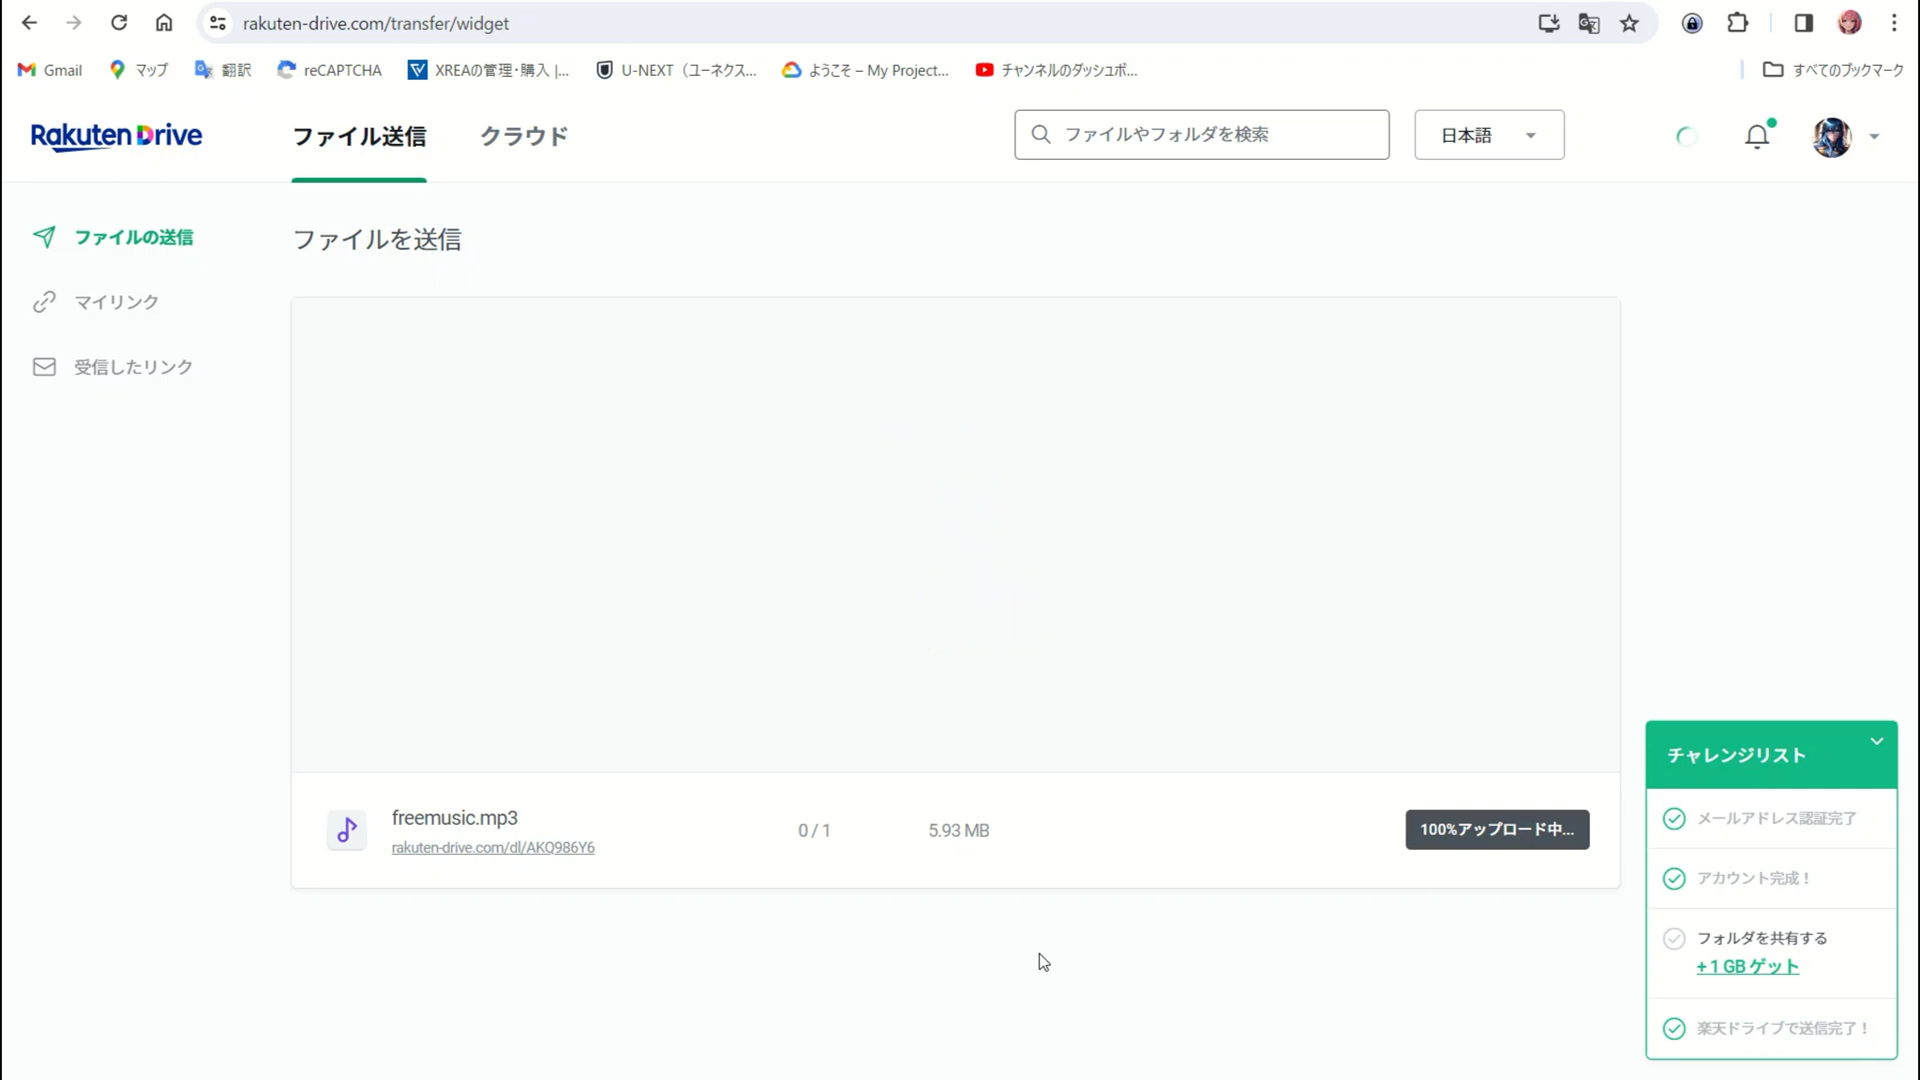 rakuten-drive.com/transfer/widget
Gmail マップ 翻訳 reCAPTCHA XREAの管理・購入 |... U-NEXT（ユーネクス... ようこそ – My Project... チャンネルのダッシュボ... すべてのブックマーク
Rakuten Drive ファイル送信 クラウド ファイルやフォルダを検索 日本語
ファイルの送信
マイリンク
受信したリンク
ファイルを送信
freemusic.mp3
rakuten-drive.com/dl/AKQ986Y6
0 / 1 5.93 MB 100%アップロード中...
チャレンジリスト
メールアドレス認証完了
アカウント完成！
フォルダを共有する
+1 GB ゲット
楽天ドライブで送信完了！